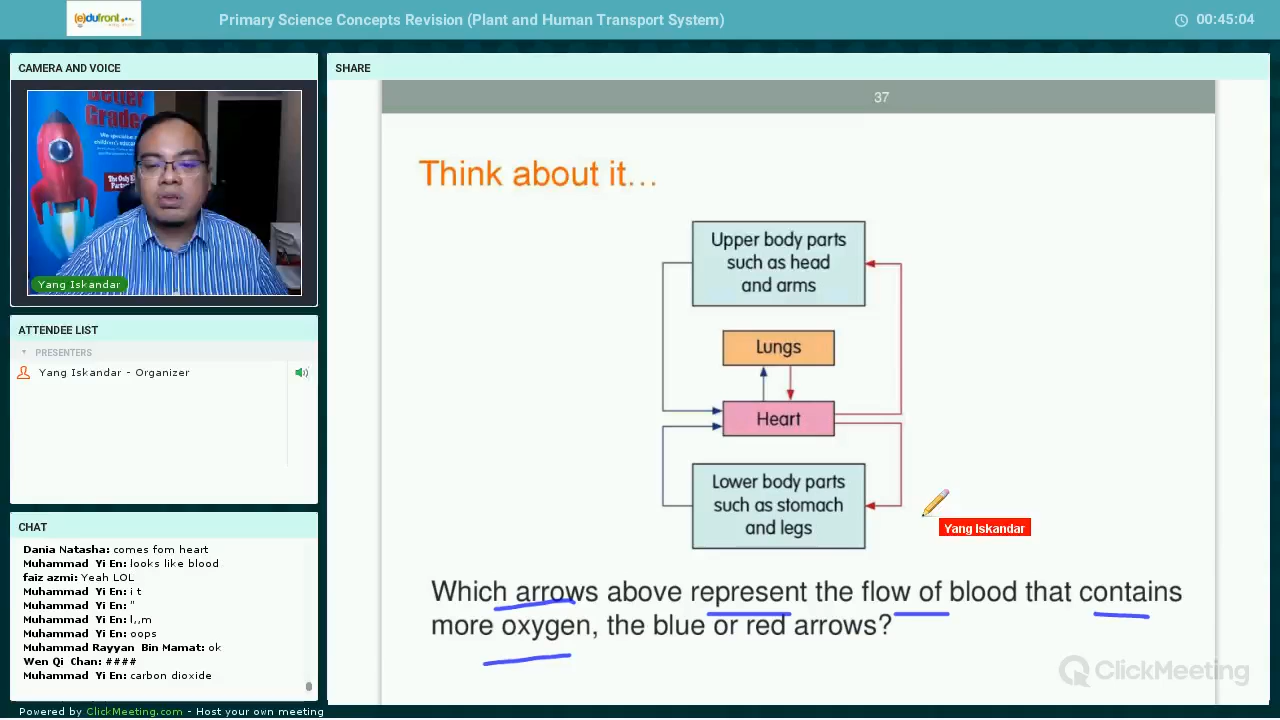 (e)dufront
Primary Science Concepts Revision (Plant and Human Transport System)
00:45:04
CAMERA AND VOICE
Better
Grades
Yang Iskandar
ATTENDEE LIST
PRESENTERS
Yang Iskandar - Organizer
CHAT
Dania Natasha: comes fom heart
Muhammad Yi En: looks like blood
faiz azmi: Yeah LOL
Muhammad Yi En: i t
Muhammad Yi En: "
Muhammad Yi En: l,,m
Muhammad Yi En: oops
Muhammad Rayyan Bin Mamat: ok
Wen Qi Chan: ####
Muhammad Yi En: carbon dioxide
Powered by ClickMeeting.com - Host your own meeting
SHARE
37
Think about it...
Upper body parts
such as head
and arms
Lungs
Heart
Lower body parts
such as stomach
and legs
Yang Iskandar
Which arrows above represent the flow of blood that contains
more oxygen, the blue or red arrows?
ClickMeeting